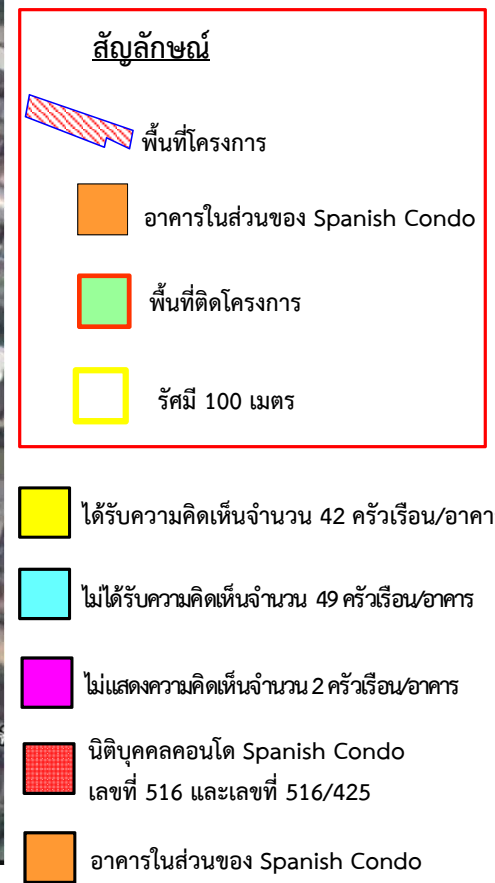 สัญลักษณ์
พื้นที่โครงการ
อาคารในส่วนของ Spanish Condo
พื้นที่ติดโครงการ
รัศมี 100 เมตร
ได้รับความคิดเห็นจำนวน 42 ครัวเรือน/อาคา
ไม่ได้รับความคิดเห็นจำนวน 49 ครัวเรือน/อาคาร
ไม่แสดงความคิดเห็นจำนวน 2 ครัวเรือน/อาคาร
นิติบุคคลคอนโด Spanish Condo
เลขที่ 516 และเลขที่ 516/425
อาคารในส่วนของ Spanish Condo